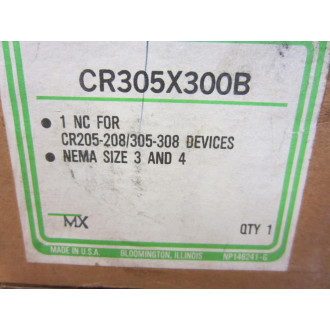 CR305X300B
• 1 NC FOR
CR205-208/305-308 DEVICES
• NEMA SIZE 3 AND 4
MX
QTY 1
MADE IN U.S.A. BLOOMINGTON, ILLINOIS NP146241-G